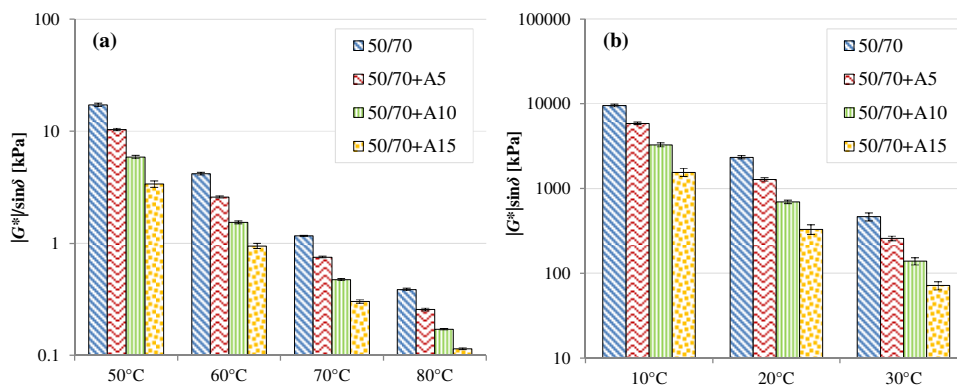 (a)
100
10
1
0.1
|G*|/sinδ [kPa]
50/70
50/70+A5
50/70+A10
50/70+A15
50°C 60°C 70°C 80°C
(b)
100000
10000
1000
100
10
|G*|sinδ [kPa]
50/70
50/70+A5
50/70+A10
50/70+A15
10°C 20°C 30°C